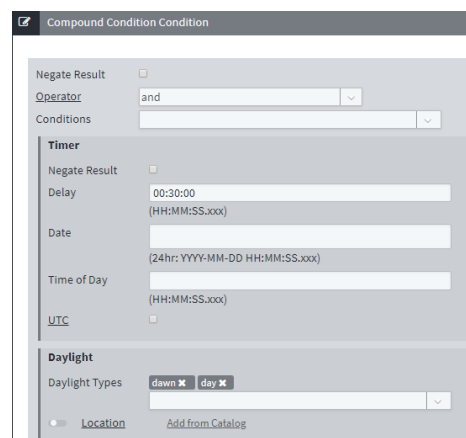 Compound Condition Condition
Negate Result
Operator and
Conditions
Timer
Negate Result
Delay 00:30:00
(HH:MM:SS.xxx)
Date
(24hr: YYYY-MM-DD HH:MM:SS.xxx)
Time of Day
(HH:MM:SS.xxx)
UTC
Daylight
Daylight Types dawn ✖ day ✖
Location Add from Catalog